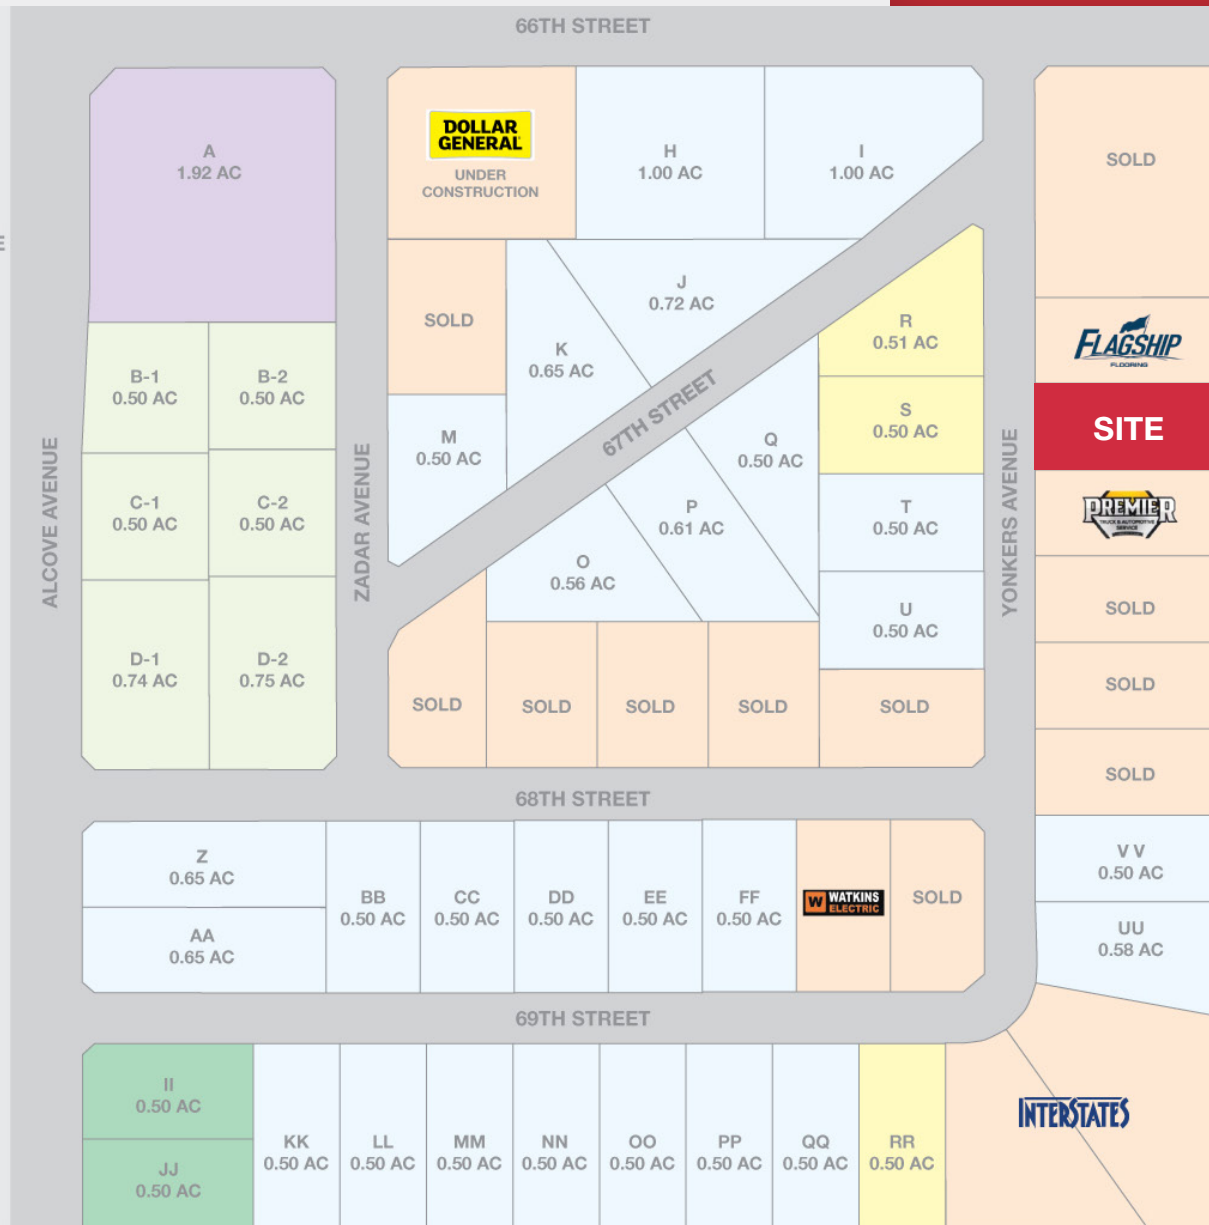 66TH STREET
A
1.92 AC
DOLLAR
GENERAL
UNDER
CONSTRUCTION
H
1.00 AC
I
1.00 AC
SOLD
SOLD
K
0.65 AC
J
0.72 AC
R
0.51 AC
FLAGSHIP
FLOORING
B-1
0.50 AC
B-2
0.50 AC
M
0.50 AC
67TH STREET
Q
0.50 AC
S
0.50 AC
SITE
ALCOVE AVENUE
ZADAR AVENUE
YONKERS AVENUE
C-1
0.50 AC
C-2
0.50 AC
P
0.61 AC
T
0.50 AC
PREMIER
TRUCK & AUTOMOTIVE
SERVICE
O
0.56 AC
U
0.50 AC
SOLD
D-1
0.74 AC
D-2
0.75 AC
SOLD
SOLD
SOLD
SOLD
SOLD
SOLD
SOLD
68TH STREET
Z
0.65 AC
AA
0.65 AC
BB
0.50 AC
CC
0.50 AC
DD
0.50 AC
EE
0.50 AC
FF
0.50 AC
W WATKINS
ELECTRIC
SOLD
V V
0.50 AC
UU
0.58 AC
69TH STREET
II
0.50 AC
JJ
0.50 AC
KK
0.50 AC
LL
0.50 AC
MM
0.50 AC
NN
0.50 AC
OO
0.50 AC
PP
0.50 AC
QQ
0.50 AC
RR
0.50 AC
INTERSTATES